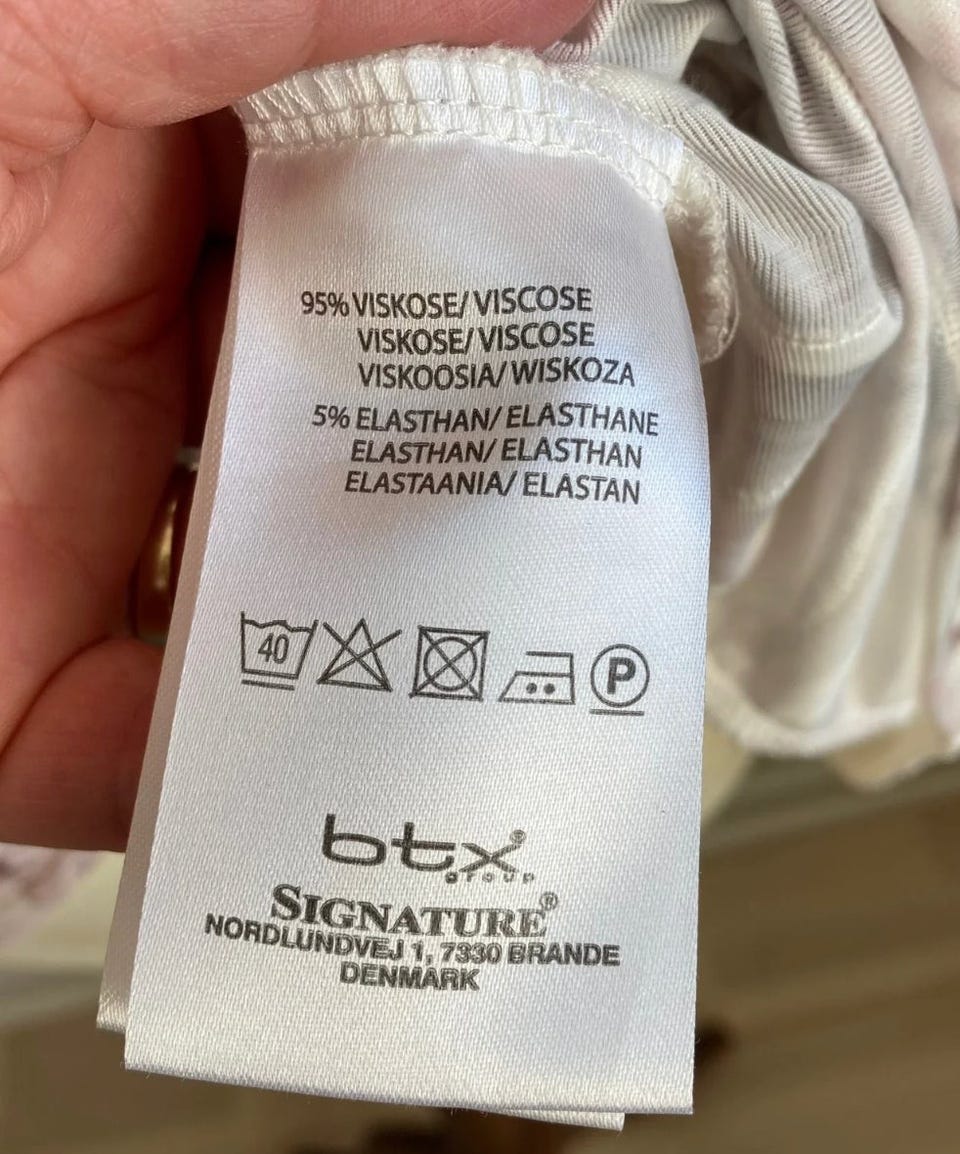 95% VISKOSE/ VISCOSE
VISKOSE/ VISCOSE
VISKOOSIA/ WISKOZA
5% ELASTHAN/ ELASTHANE
ELASTHAN/ ELASTHAN
ELASTAANIA/ ELASTAN
40 P
btx®
group
SIGNATURE®
NORDLUNDVEJ 1, 7330 BRANDE
DENMARK